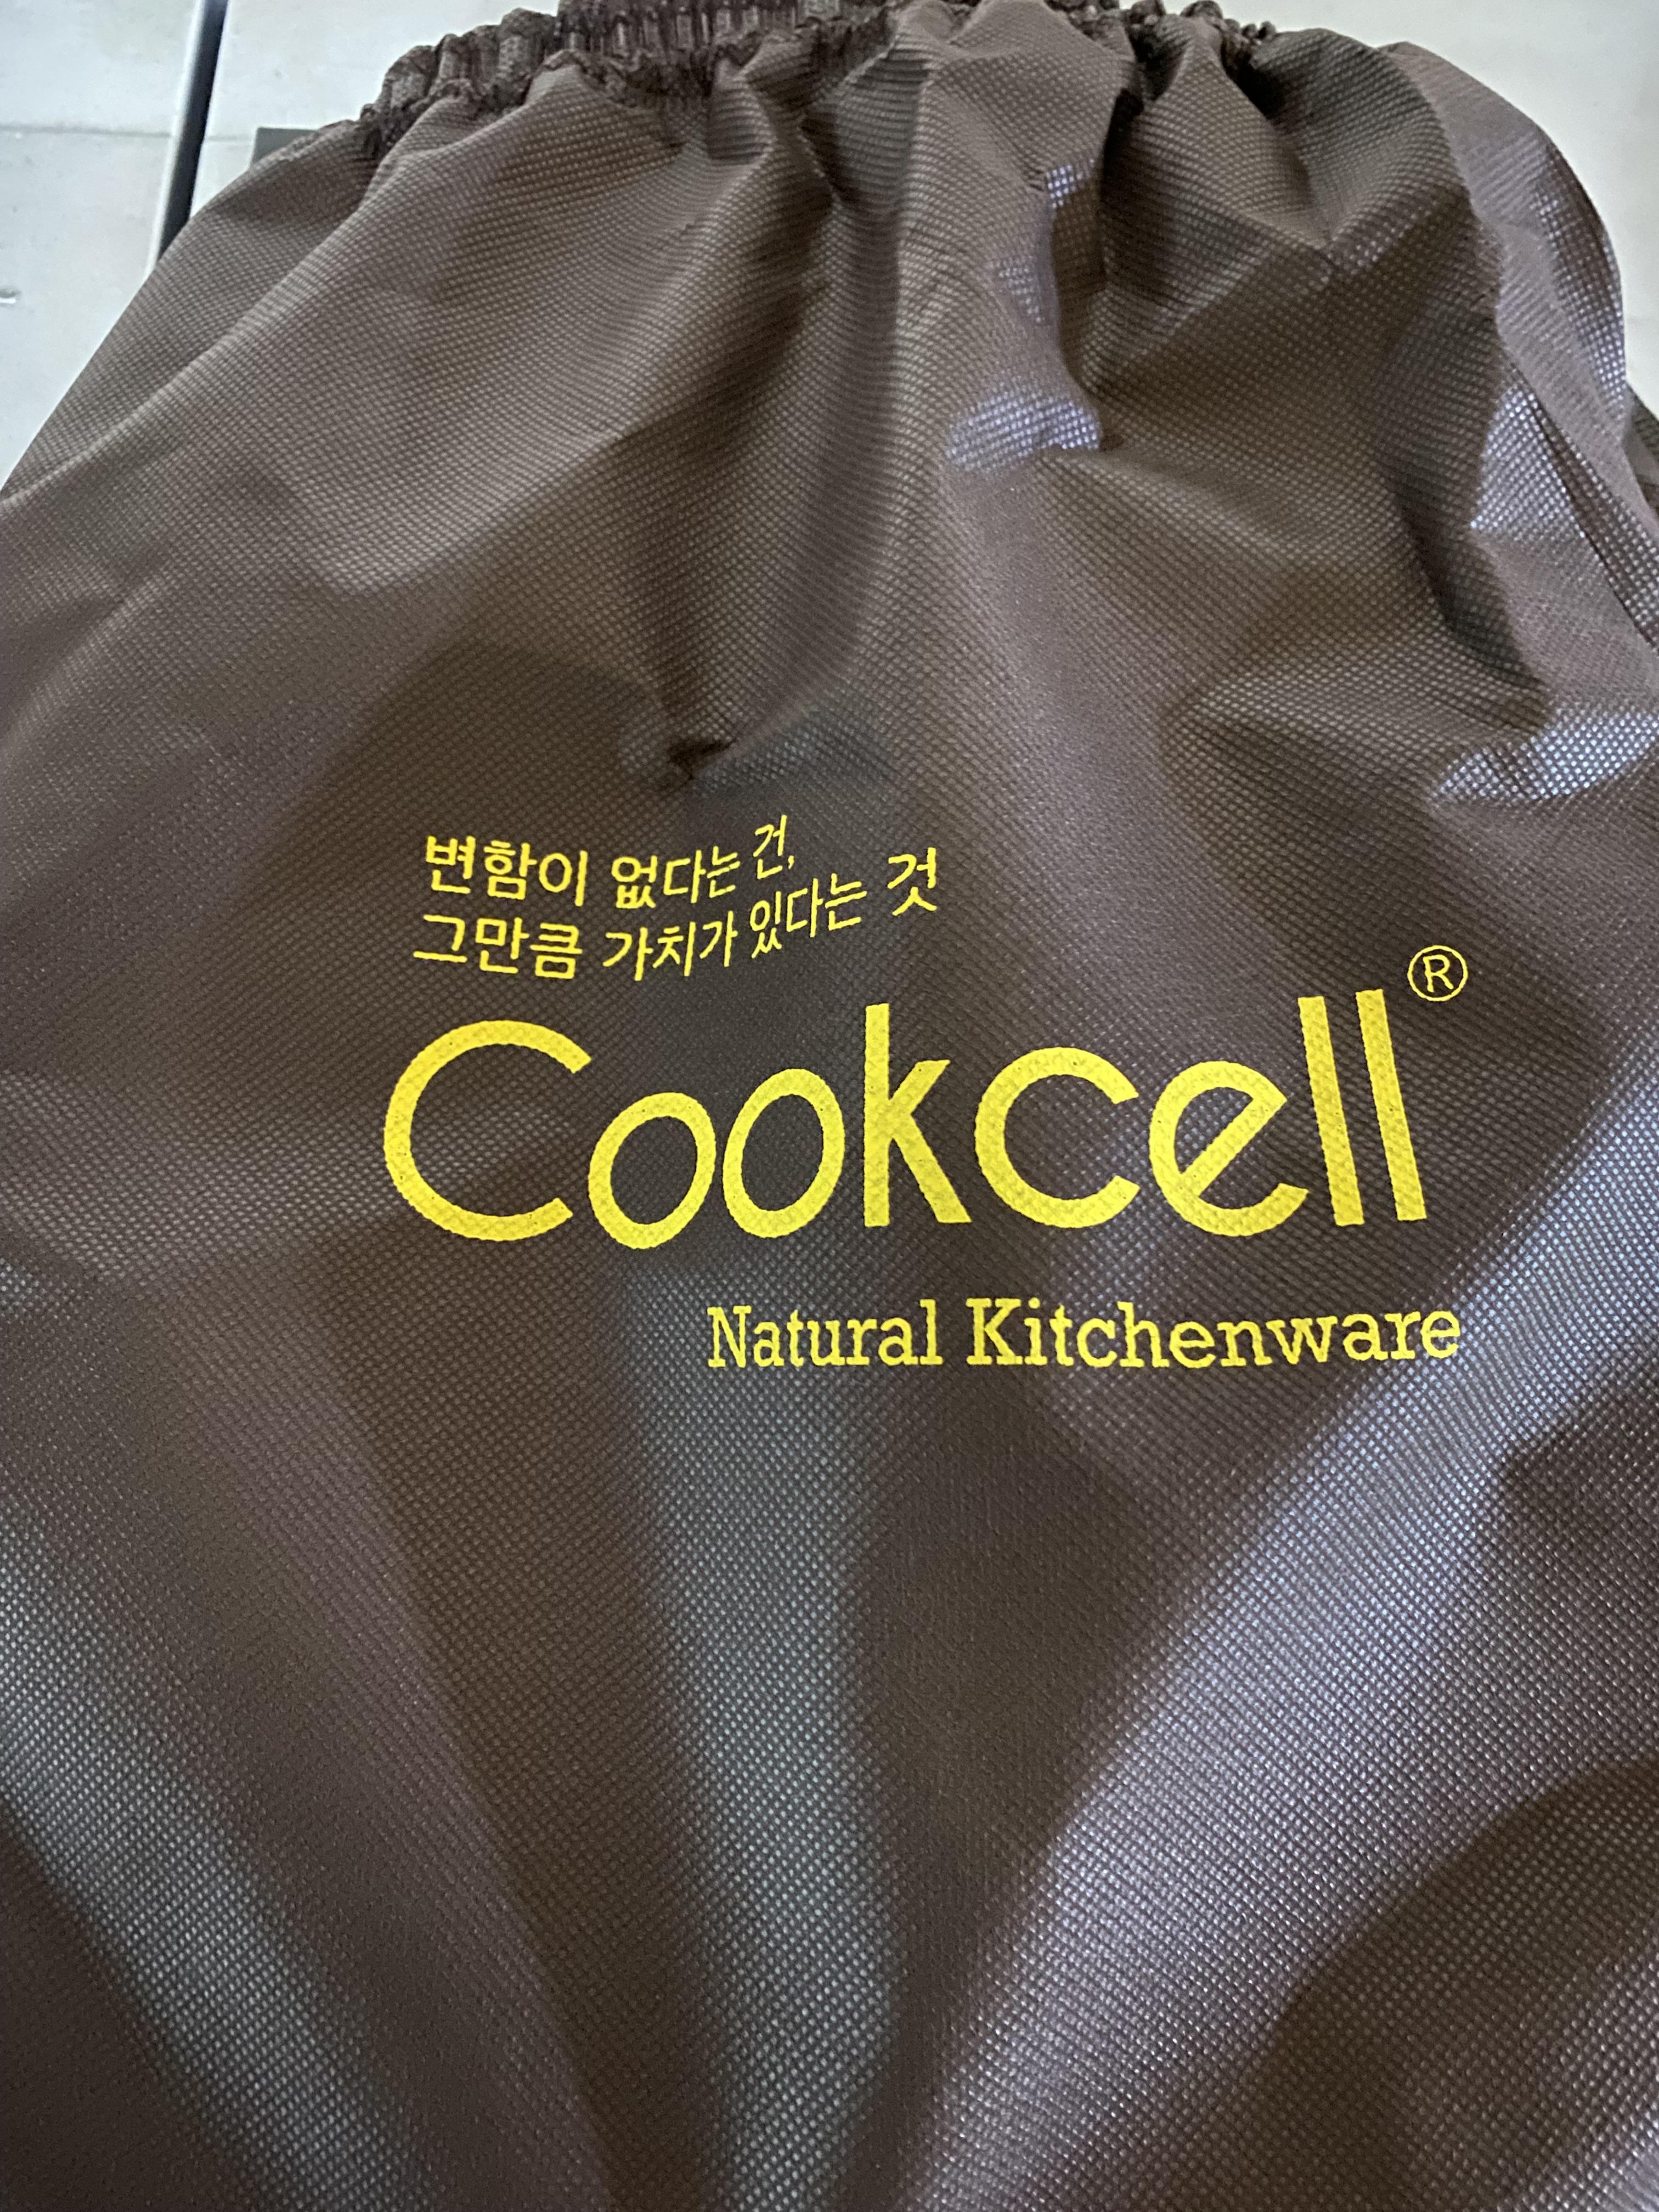 변함이 없다는 건,
그만큼 가치가 있다는 것
Cookcell®
Natural Kitchenware